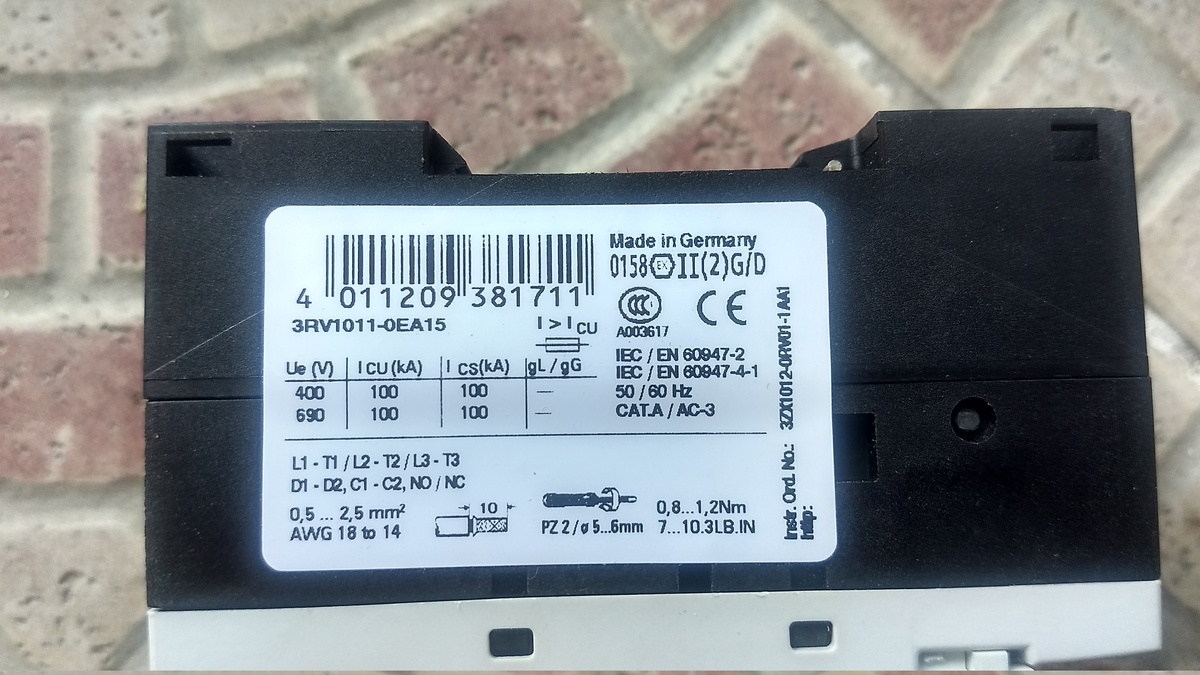 4 011209 381711
3RV1011-0EA15
I > I CU
Ue (V) I CU (kA) I CS(kA) gL / gG
400 100 100 —
690 100 100 —
Made in Germany
0158 Ex II(2)G/D
CCC CE
A003617
IEC / EN 60947-2
IEC / EN 60947-4-1
50 / 60 Hz
CAT.A / AC-3
L1 - T1 / L2 - T2 / L3 - T3
D1 - D2, C1 - C2, NO / NC
0,5 ... 2,5 mm²
AWG 18 to 14
10
PZ 2 / ø 5...6mm
0,8...1,2Nm
7...10.3LB.IN
Instr. Ord. No.: 3ZX1012-0RV01-1AA1
http: